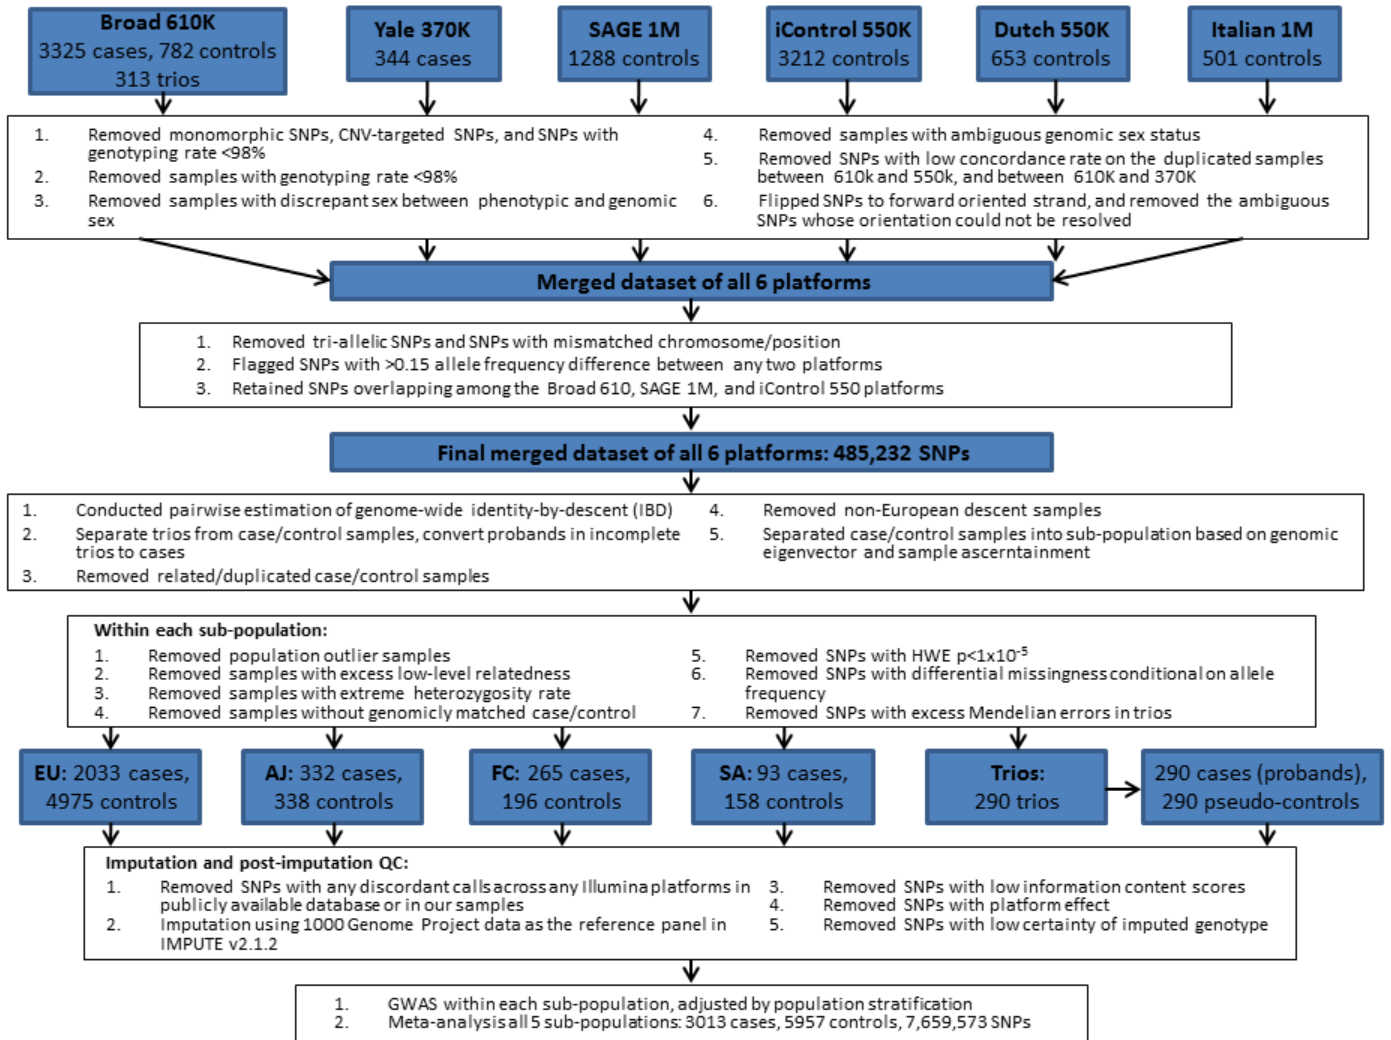 Broad 610K
3325 cases, 782 controls
313 trios
Yale 370K
344 cases
SAGE 1M
1288 controls
iControl 550K
3212 controls
Dutch 550K
653 controls
Italian 1M
501 controls
1. Removed monomorphic SNPs, CNV-targeted SNPs, and SNPs with
genotyping rate <98%
2. Removed samples with genotyping rate <98%
3. Removed samples with discrepant sex between phenotypic and genomic
sex
4. Removed samples with ambiguous genomic sex status
5. Removed SNPs with low concordance rate on the duplicated samples
between 610k and 550k, and between 610K and 370K
6. Flipped SNPs to forward oriented strand, and removed the ambiguous
SNPs whose orientation could not be resolved
Merged dataset of all 6 platforms
1. Removed tri-allelic SNPs and SNPs with mismatched chromosome/position
2. Flagged SNPs with >0.15 allele frequency difference between any two platforms
3. Retained SNPs overlapping among the Broad 610, SAGE 1M, and iControl 550 platforms
Final merged dataset of all 6 platforms: 485,232 SNPs
1. Conducted pairwise estimation of genome-wide identity-by-descent (IBD)
2. Separate trios from case/control samples, convert probands in incomplete
trios to cases
3. Removed related/duplicated case/control samples
4. Removed non-European descent samples
5. Separated case/control samples into sub-population based on genomic
eigenvector and sample ascerntainment
Within each sub-population:
1. Removed population outlier samples
2. Removed samples with excess low-level relatedness
3. Removed samples with extreme heterozygosity rate
4. Removed samples without genomicly matched case/control
5. Removed SNPs with HWE p<1x10⁻⁵
6. Removed SNPs with differential missingness conditional on allele
frequency
7. Removed SNPs with excess Mendelian errors in trios
EU: 2033 cases,
4975 controls
AJ: 332 cases,
338 controls
FC: 265 cases,
196 controls
SA: 93 cases,
158 controls
Trios:
290 trios
290 cases (probands),
290 pseudo-controls
Imputation and post-imputation QC:
1. Removed SNPs with any discordant calls across any Illumina platforms in
publicly available database or in our samples
2. Imputation using 1000 Genome Project data as the reference panel in
IMPUTE v2.1.2
3. Removed SNPs with low information content scores
4. Removed SNPs with platform effect
5. Removed SNPs with low certainty of imputed genotype
1. GWAS within each sub-population, adjusted by population stratification
2. Meta-analysis all 5 sub-populations: 3013 cases, 5957 controls, 7,659,573 SNPs